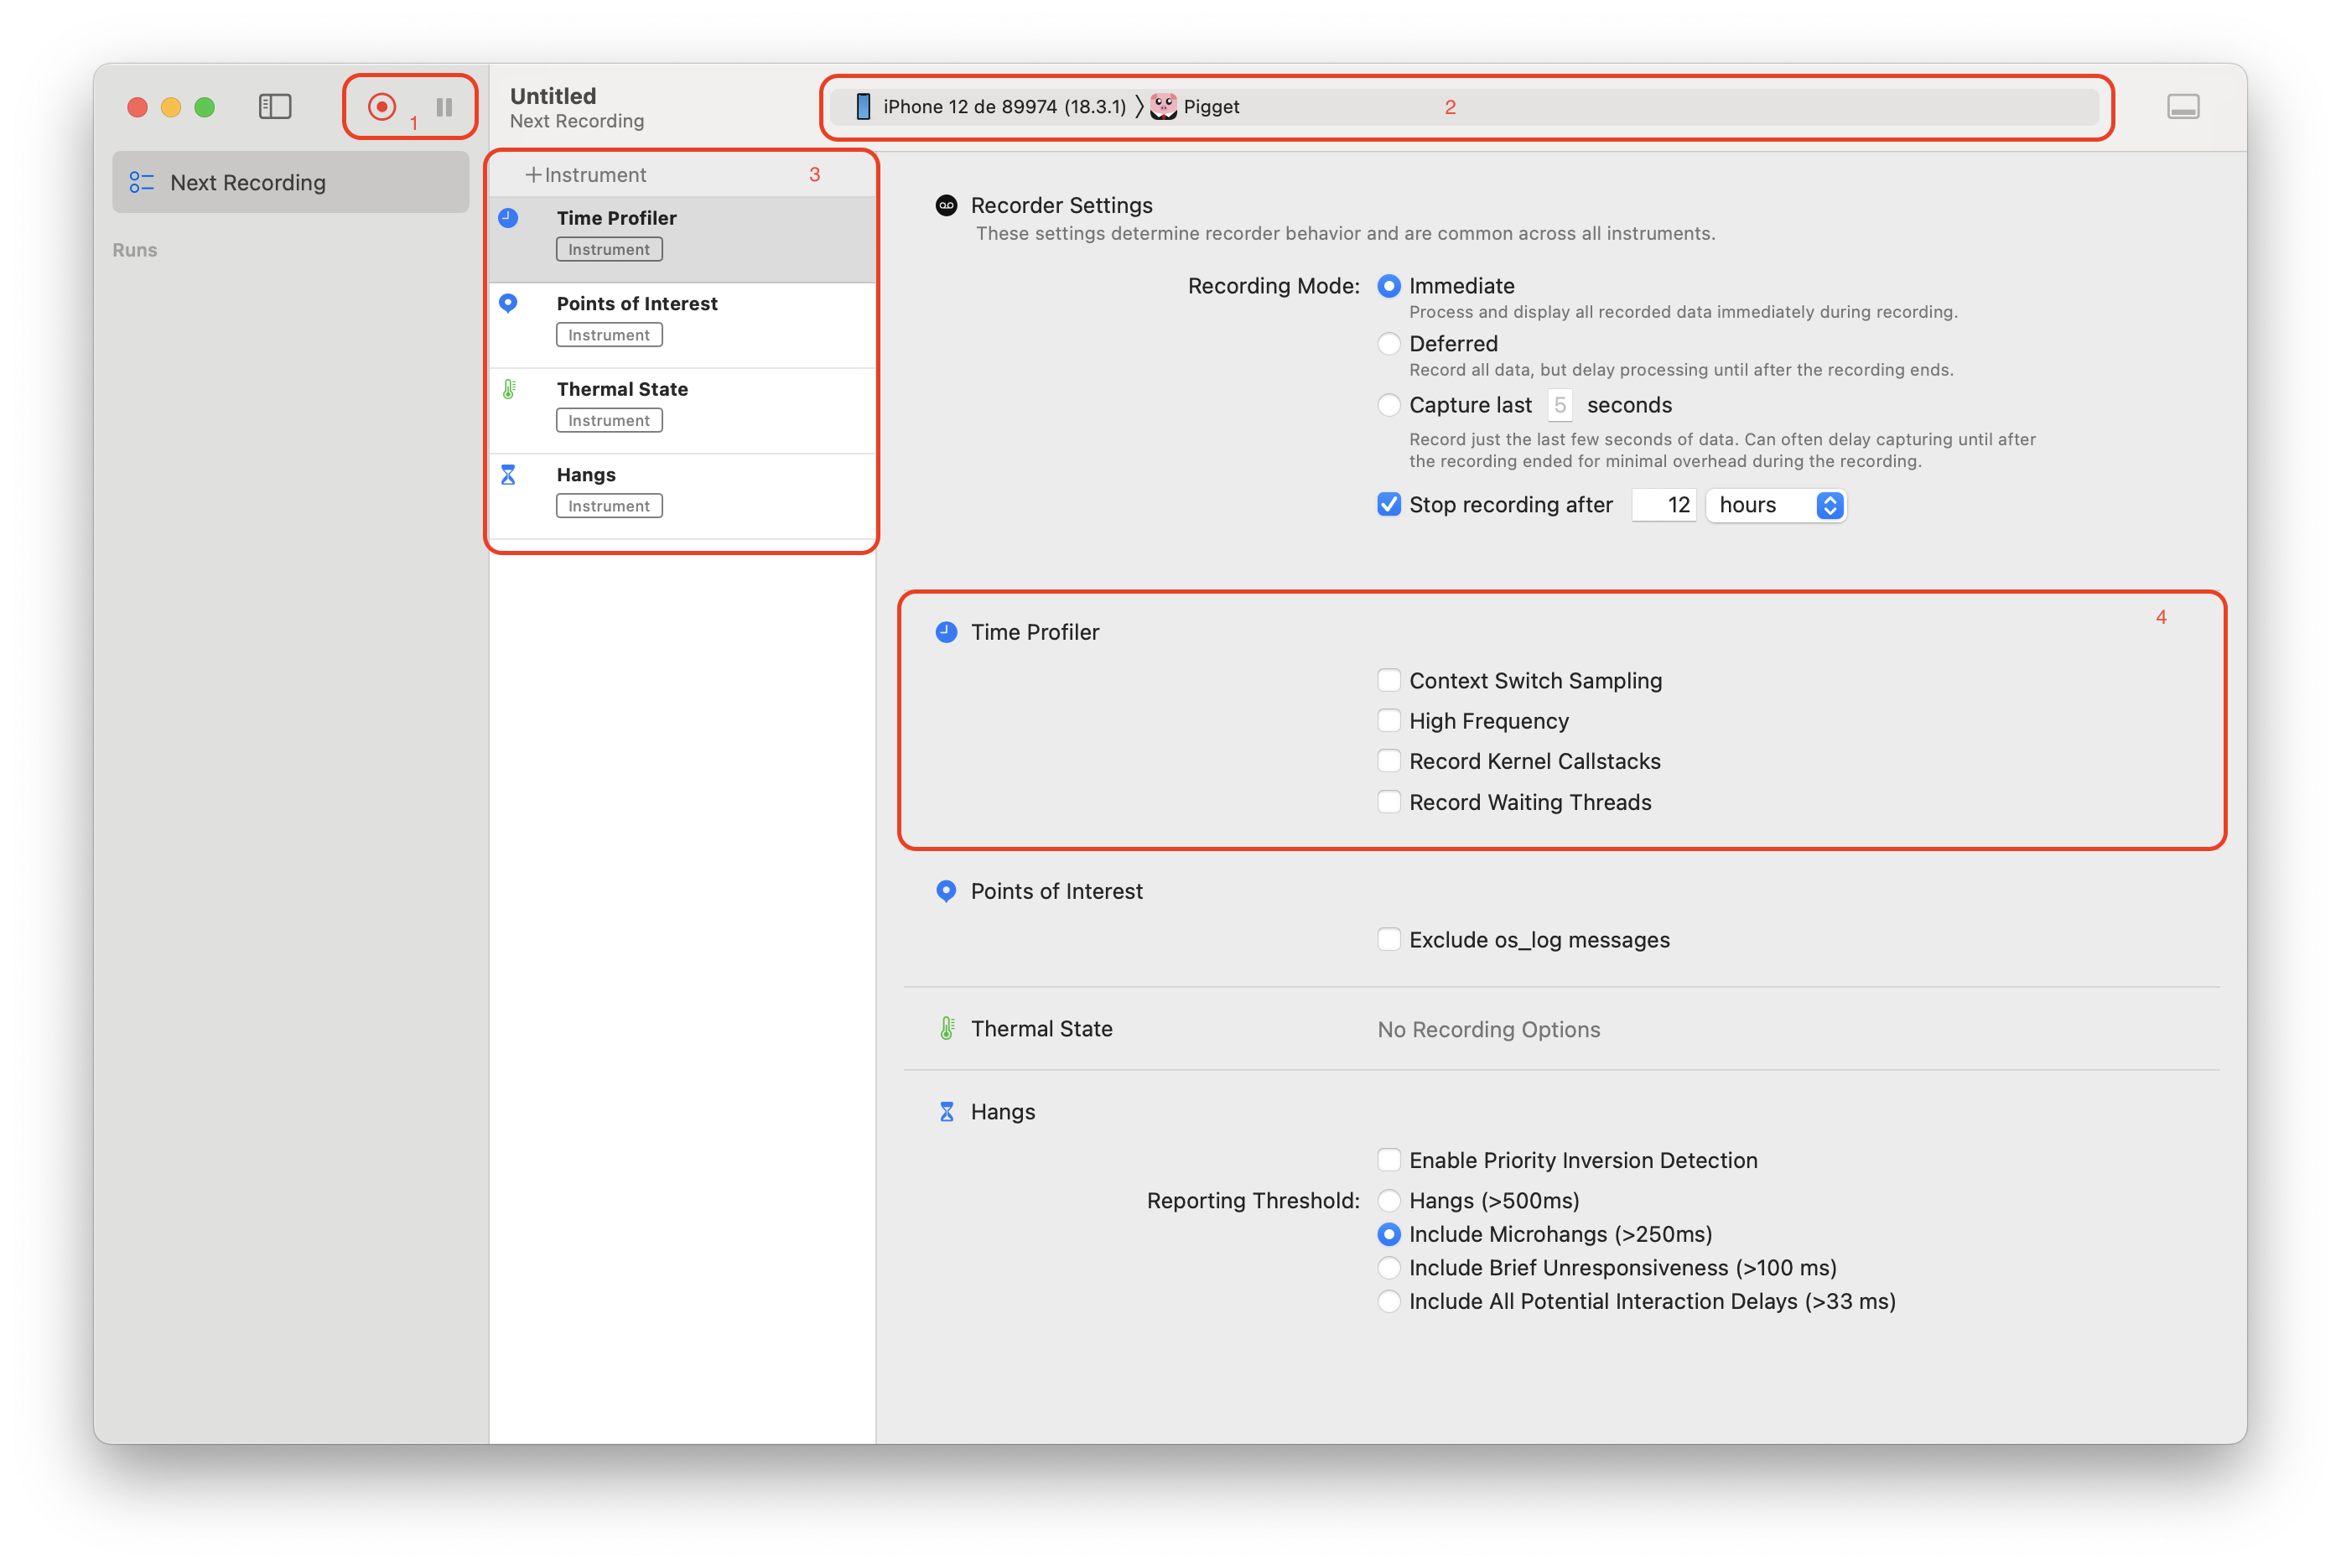 1
Untitled
Next Recording
iPhone 12 de 89974 (18.3.1) 〉 Pigget 2
Next Recording
Runs
+ Instrument 3
Time Profiler
Instrument
Points of Interest
Instrument
Thermal State
Instrument
Hangs
Instrument
Recorder Settings
These settings determine recorder behavior and are common across all instruments.
Recording Mode: Immediate
Process and display all recorded data immediately during recording.
Deferred
Record all data, but delay processing until after the recording ends.
Capture last 5 seconds
Record just the last few seconds of data. Can often delay capturing until after
the recording ended for minimal overhead during the recording.
Stop recording after 12 hours
4
Time Profiler
Context Switch Sampling
High Frequency
Record Kernel Callstacks
Record Waiting Threads
Points of Interest
Exclude os_log messages
Thermal State No Recording Options
Hangs
Enable Priority Inversion Detection
Reporting Threshold: Hangs (>500ms)
Include Microhangs (>250ms)
Include Brief Unresponsiveness (>100 ms)
Include All Potential Interaction Delays (>33 ms)